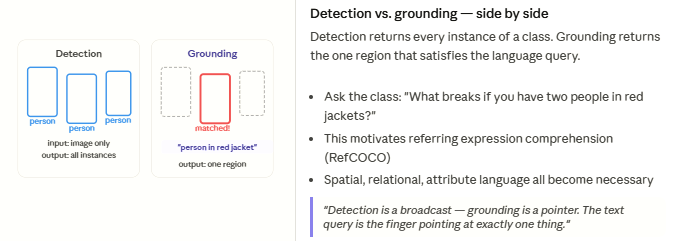 Detection
person
person
person
input: image only
output: all instances
Grounding
matched!
"person in red jacket"
output: one region
Detection vs. grounding — side by side
Detection returns every instance of a class. Grounding returns
the one region that satisfies the language query.
• Ask the class: "What breaks if you have two people in red
jackets?"
• This motivates referring expression comprehension
(RefCOCO)
• Spatial, relational, attribute language all become necessary
"Detection is a broadcast — grounding is a pointer. The text
query is the finger pointing at exactly one thing."